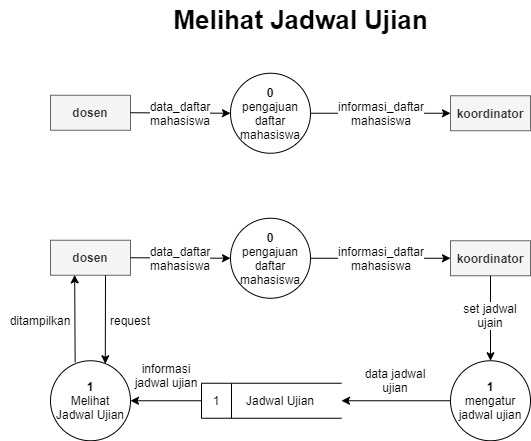 Melihat Jadwal Ujian
dosen
data_daftar
mahasiswa
0
pengajuan
daftar
mahasiswa
informasi_daftar
mahasiswa
koordinator
dosen
data_daftar
mahasiswa
0
pengajuan
daftar
mahasiswa
informasi_daftar
mahasiswa
koordinator
ditampilkan
request
set jadwal
ujain
1
Melihat
Jadwal Ujian
informasi
jadwal ujian
1
Jadwal Ujian
data jadwal
ujian
1
mengatur
jadwal ujian